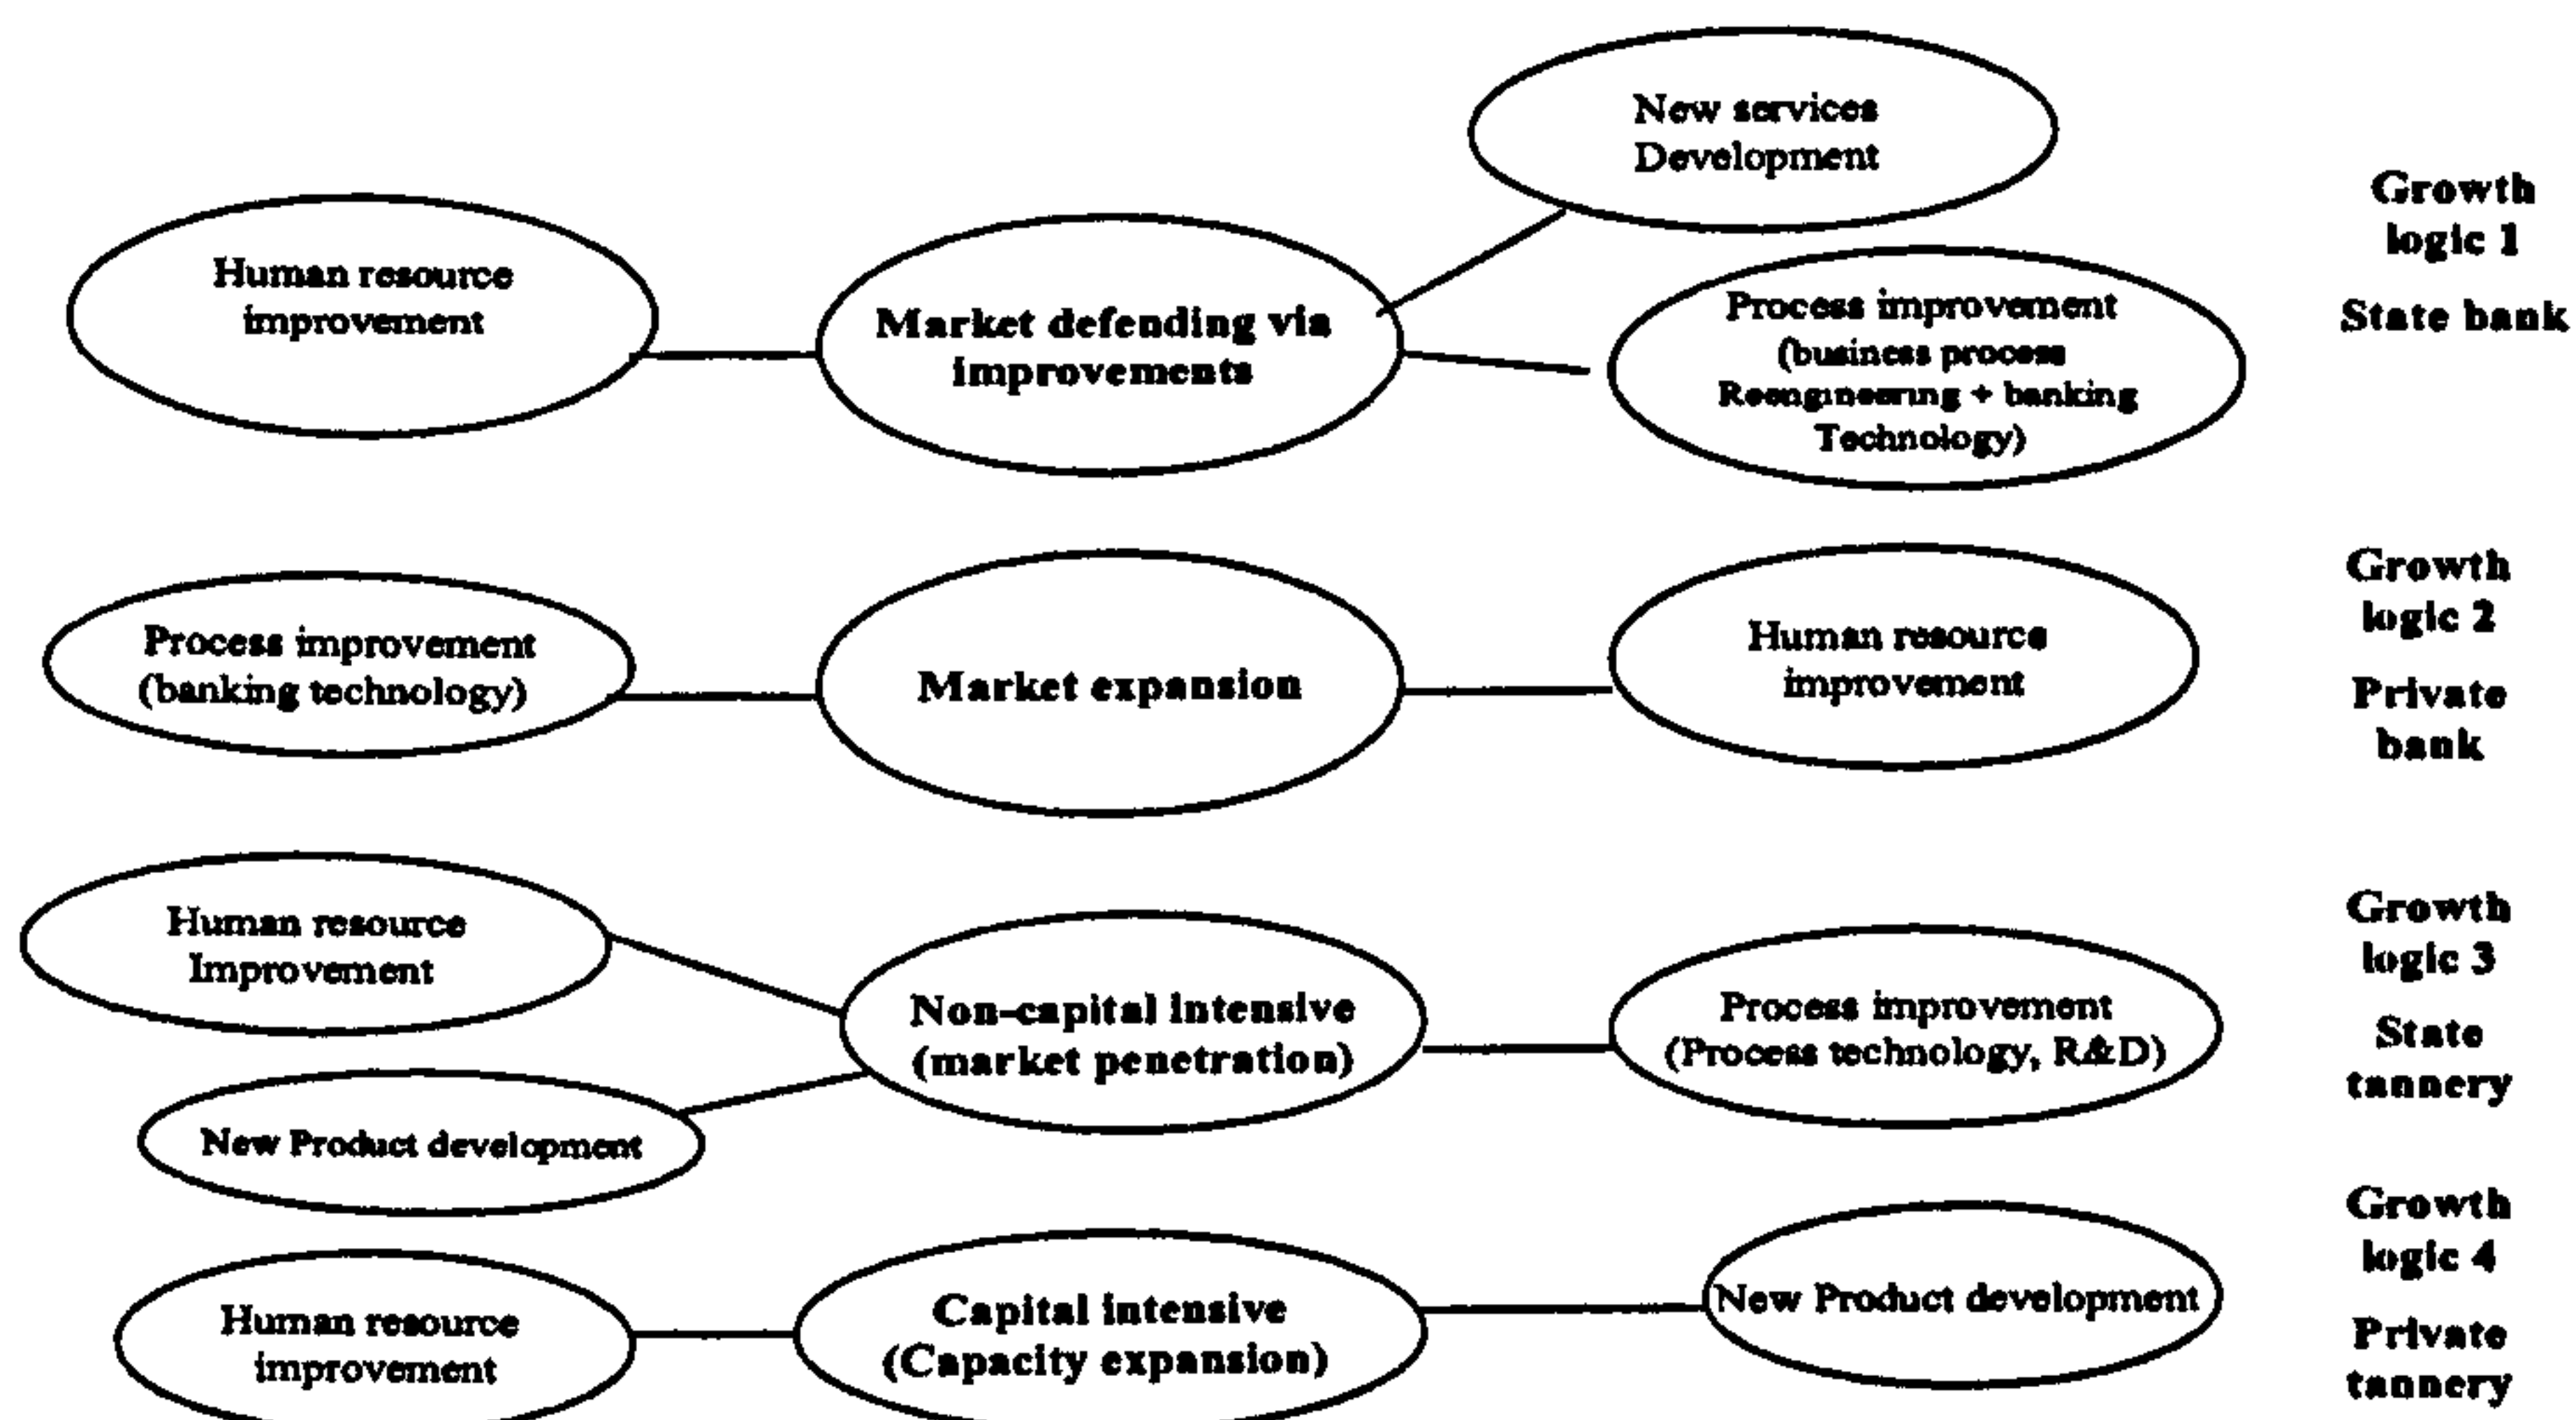 New services
Development
Growth
logic 1
State bank
Human resource
improvement
Market defending via
improvements
Process improvement
(business process
Reengineering + banking
Technology)
Growth
logic 2
Private
bank
Process improvement
(banking technology)
Market expansion
Human resource
improvement
Growth
logic 3
State
tannery
Human resource
Improvement
New Product development
Non-capital intensive
(market penetration)
Process improvement
(Process technology, R&D)
Growth
logic 4
Private
tannery
Human resource
improvement
Capital intensive
(Capacity expansion)
New Product development